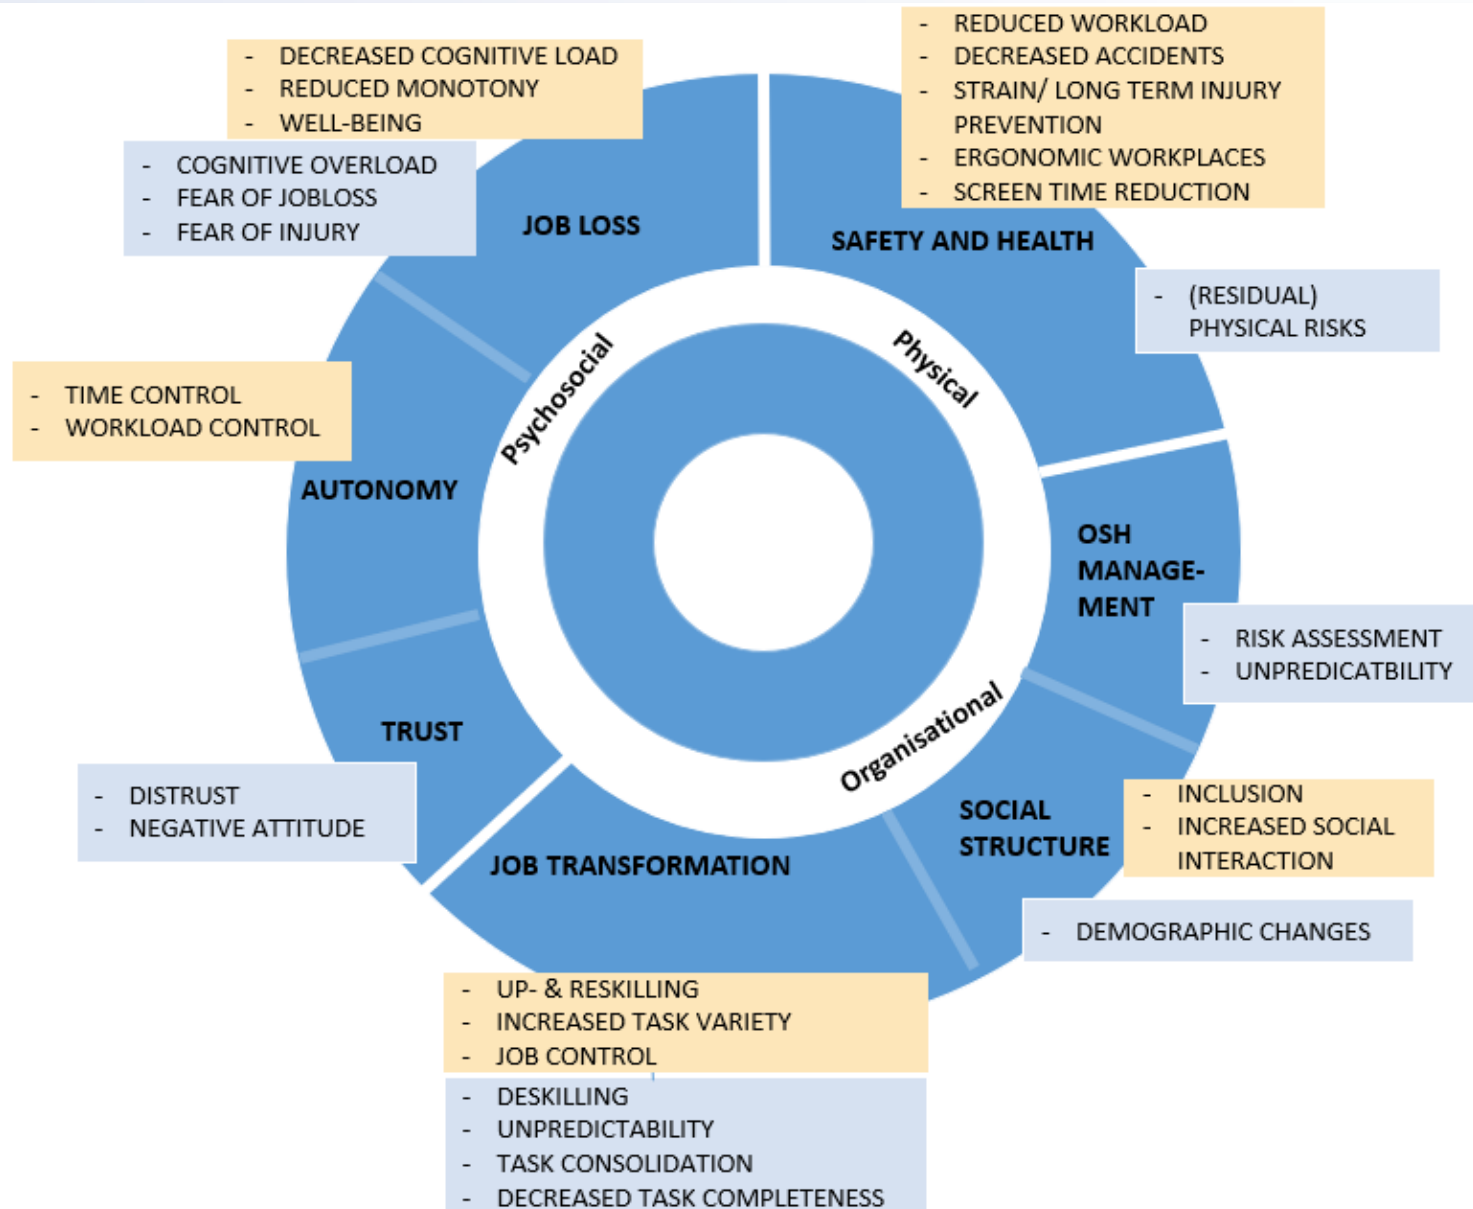 - DECREASED COGNITIVE LOAD
- REDUCED MONOTONY
- WELL-BEING
- COGNITIVE OVERLOAD
- FEAR OF JOBLOSS
- FEAR OF INJURY
JOB LOSS
- REDUCED WORKLOAD
- DECREASED ACCIDENTS
- STRAIN/ LONG TERM INJURY
PREVENTION
- ERGONOMIC WORKPLACES
- SCREEN TIME REDUCTION
SAFETY AND HEALTH
- (RESIDUAL)
PHYSICAL RISKS
Psychosocial
Physical
Organisational
- TIME CONTROL
- WORKLOAD CONTROL
AUTONOMY
OSH
MANAGE-
MENT
- RISK ASSESSMENT
- UNPREDICATBILITY
TRUST
- DISTRUST
- NEGATIVE ATTITUDE
SOCIAL
STRUCTURE
- INCLUSION
- INCREASED SOCIAL
INTERACTION
- DEMOGRAPHIC CHANGES
JOB TRANSFORMATION
- UP- & RESKILLING
- INCREASED TASK VARIETY
- JOB CONTROL
- DESKILLING
- UNPREDICTABILITY
- TASK CONSOLIDATION
- DECREASED TASK COMPLETENESS